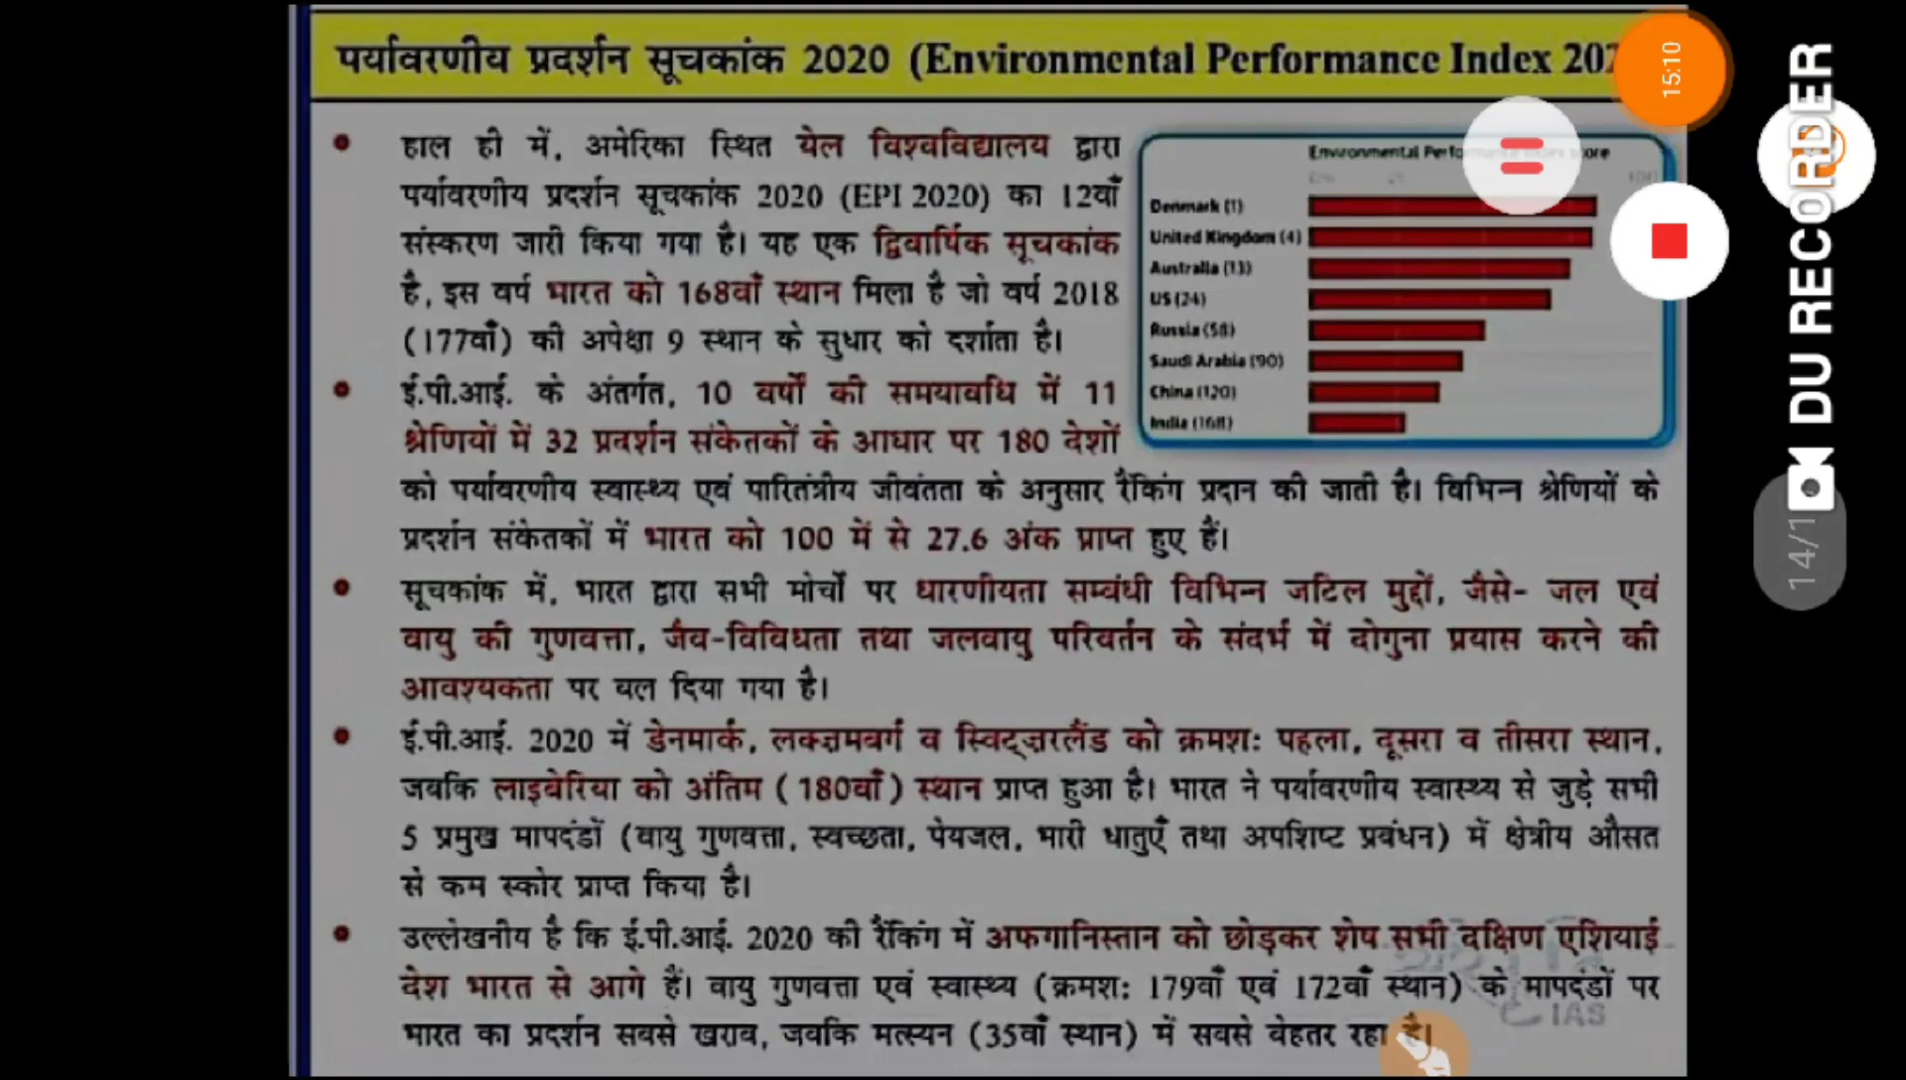 पर्यावरणीय प्रदर्शन सूचकांक 2020 (Environmental Performance Index 202
15:10
हाल ही में, अमेरिका स्थित येल विश्वविद्यालय द्वारा
पर्यावरणीय प्रदर्शन सूचकांक 2020 (EPI 2020) का 12वाँ
संस्करण जारी किया गया है। यह एक द्विवार्षिक सूचकांक
है, इस वर्ष भारत को 168वाँ स्थान मिला है जो वर्ष 2018
(177वाँ) की अपेक्षा 9 स्थान के सुधार को दर्शाता है।
Environmental
Denmark (1)
United Kingdom (4)
Australia (13)
US (24)
Russia (58)
Saudi Arabia (90)
China (120)
India (168)
ई.पी.आई. के अंतर्गत, 10 वर्षों की समयावधि में 11
श्रेणियों में 32 प्रदर्शन संकेतकों के आधार पर 180 देशों
को पर्यावरणीय स्वास्थ्य एवं पारितंत्रीय जीवंतता के अनुसार रैंकिंग प्रदान की जाती है। विभिन्न श्रेणियों के
प्रदर्शन संकेतकों में भारत को 100 में से 27.6 अंक प्राप्त हुए हैं।
सूचकांक में, भारत द्वारा सभी मोर्चों पर धारणीयता सम्बंधी विभिन्न जटिल मुद्दों, जैसे- जल एवं
वायु की गुणवत्ता, जैव-विविधता तथा जलवायु परिवर्तन के संदर्भ में दोगुना प्रयास करने की
आवश्यकता पर बल दिया गया है।
ई.पी.आई. 2020 में डेनमार्क, लक्ज़मबर्ग व स्विट्ज़रलैंड को क्रमश: पहला, दूसरा व तीसरा स्थान,
जबकि लाइबेरिया को अंतिम (180वाँ) स्थान प्राप्त हुआ है। भारत ने पर्यावरणीय स्वास्थ्य से जुड़े सभी
5 प्रमुख मापदंडों (वायु गुणवत्ता, स्वच्छता, पेयजल, भारी धातुएँ तथा अपशिष्ट प्रबंधन) में क्षेत्रीय औसत
से कम स्कोर प्राप्त किया है।
उल्लेखनीय है कि ई.पी.आई. 2020 की रैंकिंग में अफगानिस्तान को छोड़कर शेष सभी दक्षिण एशियाई
देश भारत से आगे हैं। वायु गुणवत्ता एवं स्वास्थ्य (क्रमश: 179वाँ एवं 172वाँ स्थान) के मापदंडों पर
भारत का प्रदर्शन सबसे खराब, जबकि मत्स्यन (35वाँ स्थान) में सबसे बेहतर रहा है।
IAS
DU RECORDER
14/1